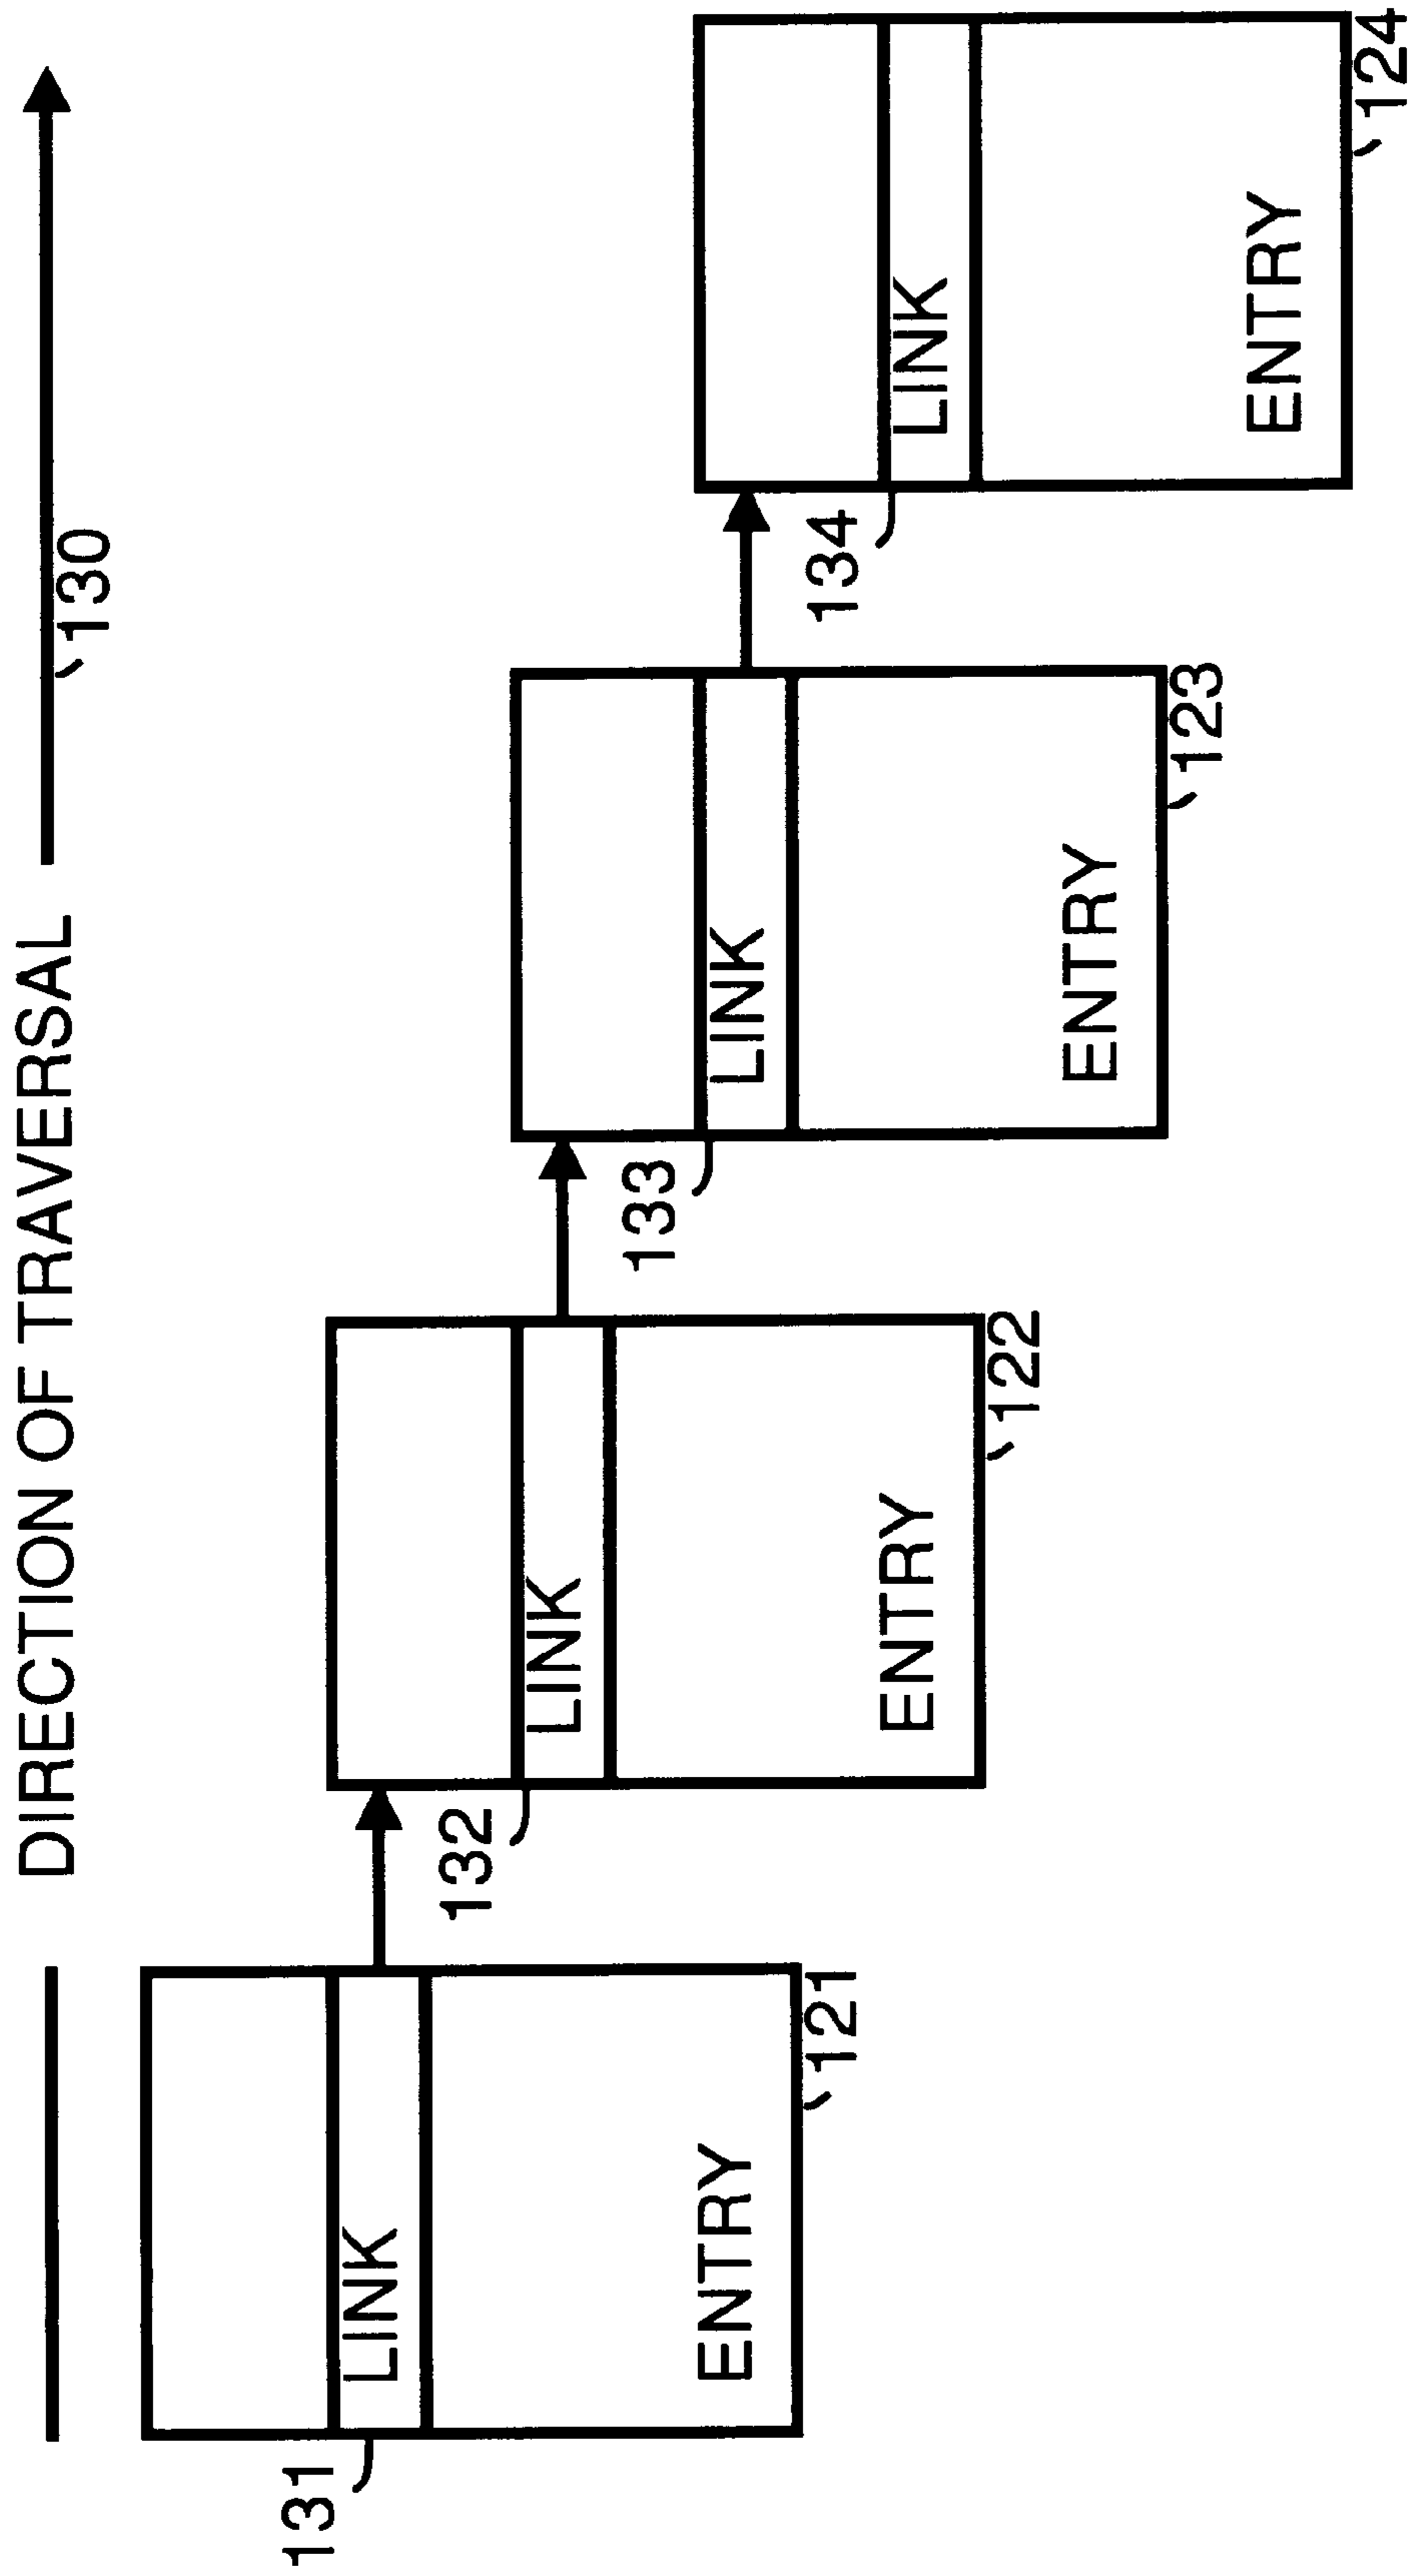 DIRECTION OF TRAVERSAL
130
131
LINK
ENTRY
121
132
LINK
ENTRY
122
133
LINK
ENTRY
123
134
LINK
ENTRY
124